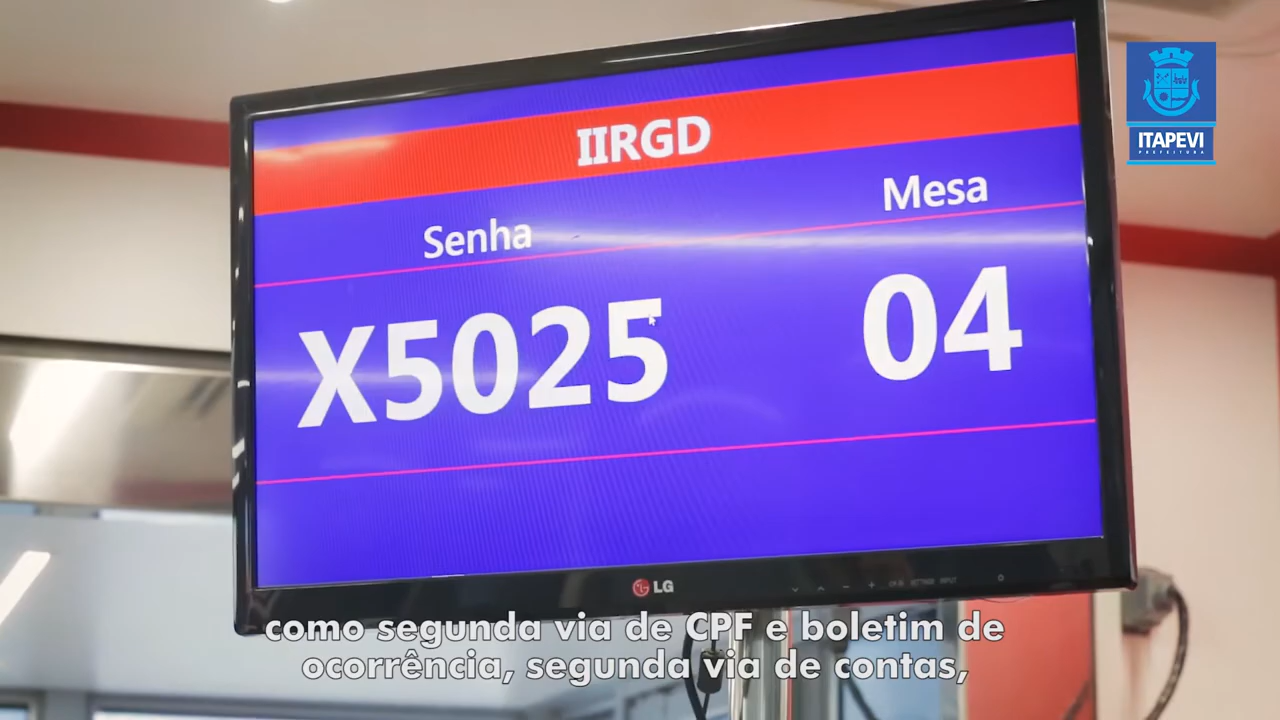 IIRGD
Senha
Mesa
X5025
04
ITAPEVI
PREFEITURA
LG
como segunda via de CPF e boletim de
ocorrência, segunda via de contas,